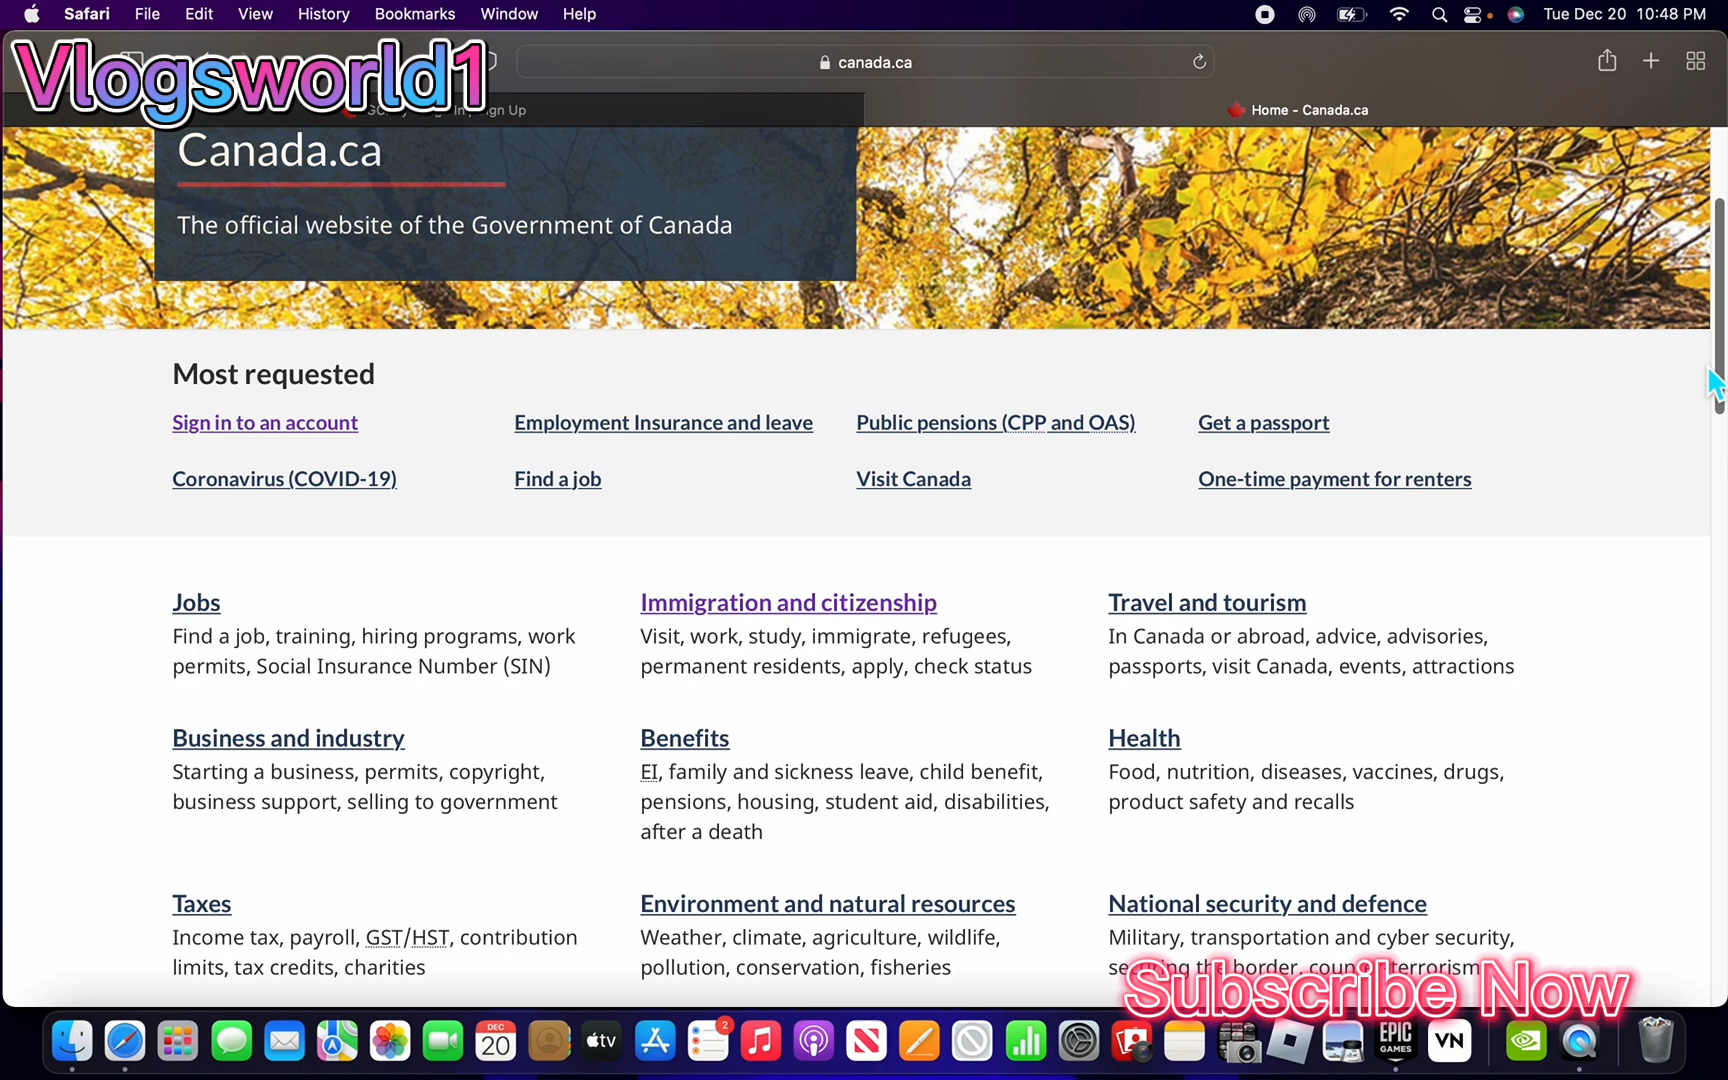 Safari File Edit View History Bookmarks Window Help
Tue Dec 20 10:48 PM
Vlogsworld1
canada.ca
Sign Up
Home - Canada.ca
Canada.ca
The official website of the Government of Canada
Most requested
Sign in to an account
Employment Insurance and leave
Public pensions (CPP and OAS)
Get a passport
Coronavirus (COVID-19)
Find a job
Visit Canada
One-time payment for renters
Jobs
Find a job, training, hiring programs, work
permits, Social Insurance Number (SIN)
Immigration and citizenship
Visit, work, study, immigrate, refugees,
permanent residents, apply, check status
Travel and tourism
In Canada or abroad, advice, advisories,
passports, visit Canada, events, attractions
Business and industry
Starting a business, permits, copyright,
business support, selling to government
Benefits
EI, family and sickness leave, child benefit,
pensions, housing, student aid, disabilities,
after a death
Health
Food, nutrition, diseases, vaccines, drugs,
product safety and recalls
Taxes
Income tax, payroll, GST/HST, contribution
limits, tax credits, charities
Environment and natural resources
Weather, climate, agriculture, wildlife,
pollution, conservation, fisheries
National security and defence
Military, transportation and cyber security,
the border,
Subscribe Now
DEC
20
tv
2
EPIC
GAMES
VN